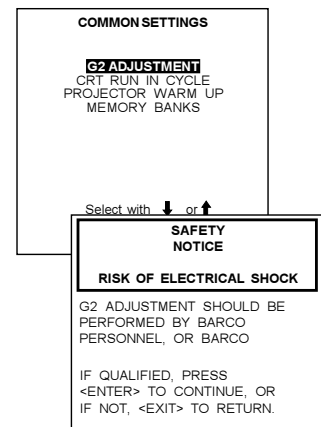 COMMON SETTINGS
G2 ADJUSTMENT
CRT RUN IN CYCLE
PROJECTOR WARM UP
MEMORY BANKS
Select with or
SAFETY
NOTICE
RISK OF ELECTRICAL SHOCK
G2 ADJUSTMENT SHOULD BE
PERFORMED BY BARCO
PERSONNEL, OR BARCO
IF QUALIFIED, PRESS
<ENTER> TO CONTINUE, OR
IF NOT, <EXIT> TO RETURN.